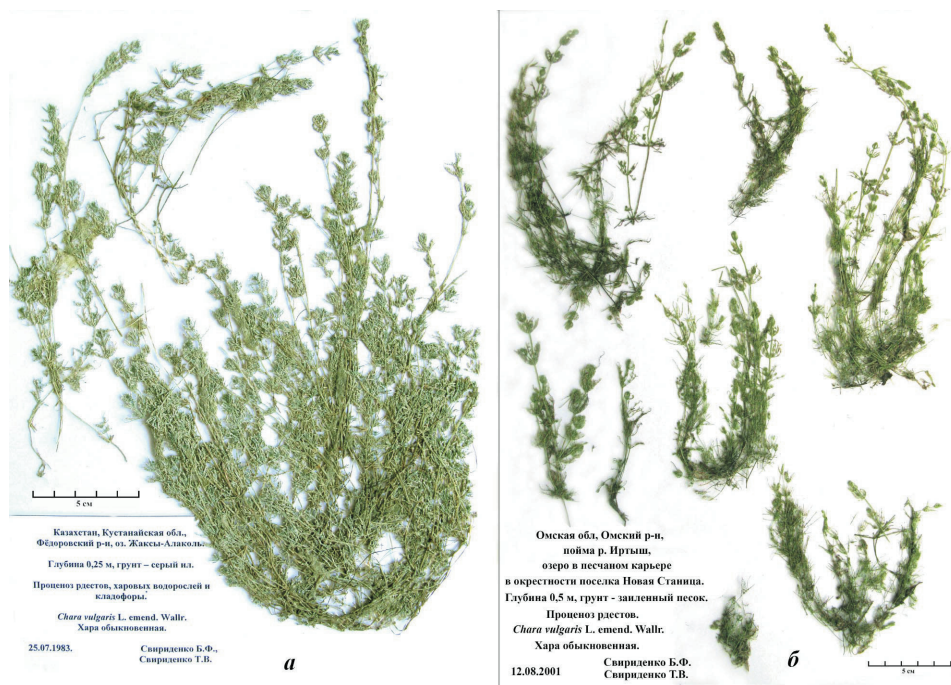 5 см
Казахстан, Кустанайская обл.,
Фёдоровский р-н, оз. Жаксы-Алаколь.
Глубина 0,25 м, грунт – серый ил.
Проценоз рдестов, харовых водорослей и
кладофоры.
Chara vulgaris L. emend. Wallr.
Хара обыкновенная.
25.07.1983. Свириденко Б.Ф.,
Свириденко Т.В.
а
Омская обл, Омский р-н,
пойма р. Иртыш,
озеро в песчаном карьере
в окрестности поселка Новая Станица.
Глубина 0,5 м, грунт - заиленный песок.
Проценоз рдестов.
Chara vulgaris L. emend. Wallr.
Хара обыкновенная.
12.08.2001 Свириденко Б.Ф.
Свириденко Т.В.
б
5 см